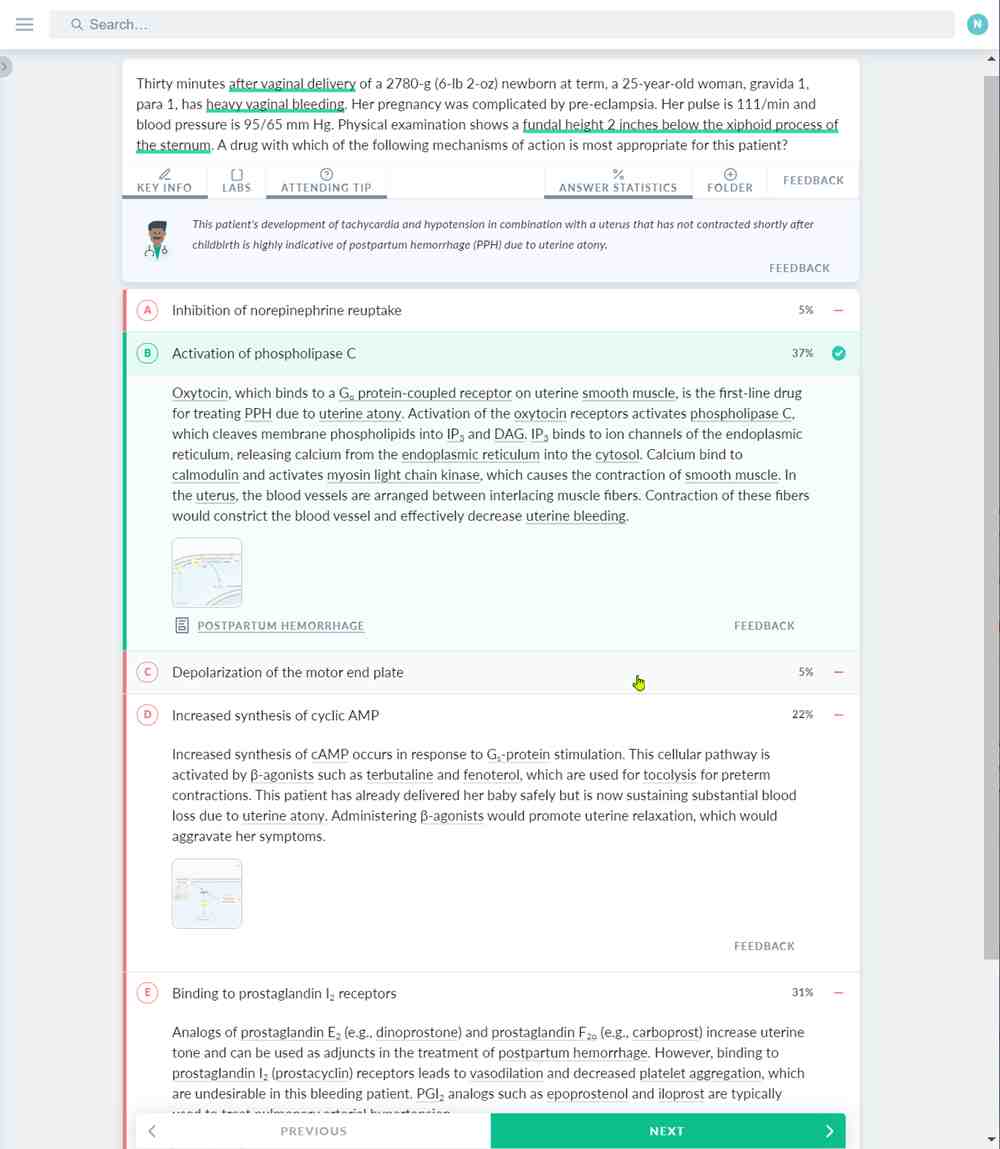 Search…
N
Thirty minutes after vaginal delivery of a 2780-g (6-lb 2-oz) newborn at term, a 25-year-old woman, gravida 1,
para 1, has heavy vaginal bleeding. Her pregnancy was complicated by pre-eclampsia. Her pulse is 111/min and
blood pressure is 95/65 mm Hg. Physical examination shows a fundal height 2 inches below the xiphoid process of
the sternum. A drug with which of the following mechanisms of action is most appropriate for this patient?
KEY INFO
LABS
ATTENDING TIP
ANSWER STATISTICS
FOLDER
FEEDBACK
This patient's development of tachycardia and hypotension in combination with a uterus that has not contracted shortly after
childbirth is highly indicative of postpartum hemorrhage (PPH) due to uterine atony.
FEEDBACK
A Inhibition of norepinephrine reuptake 5%
B Activation of phospholipase C 37%
Oxytocin, which binds to a Gq protein-coupled receptor on uterine smooth muscle, is the first-line drug
for treating PPH due to uterine atony. Activation of the oxytocin receptors activates phospholipase C,
which cleaves membrane phospholipids into IP3 and DAG. IP3 binds to ion channels of the endoplasmic
reticulum, releasing calcium from the endoplasmic reticulum into the cytosol. Calcium bind to
calmodulin and activates myosin light chain kinase, which causes the contraction of smooth muscle. In
the uterus, the blood vessels are arranged between interlacing muscle fibers. Contraction of these fibers
would constrict the blood vessel and effectively decrease uterine bleeding.
POSTPARTUM HEMORRHAGE
FEEDBACK
C Depolarization of the motor end plate 5%
D Increased synthesis of cyclic AMP 22%
Increased synthesis of cAMP occurs in response to Gs-protein stimulation. This cellular pathway is
activated by β-agonists such as terbutaline and fenoterol, which are used for tocolysis for preterm
contractions. This patient has already delivered her baby safely but is now sustaining substantial blood
loss due to uterine atony. Administering β-agonists would promote uterine relaxation, which would
aggravate her symptoms.
FEEDBACK
E Binding to prostaglandin I2 receptors 31%
Analogs of prostaglandin E2 (e.g., dinoprostone) and prostaglandin F2α (e.g., carboprost) increase uterine
tone and can be used as adjuncts in the treatment of postpartum hemorrhage. However, binding to
prostaglandin I2 (prostacyclin) receptors leads to vasodilation and decreased platelet aggregation, which
are undesirable in this bleeding patient. PGI2 analogs such as epoprostenol and iloprost are typically
used to treat pulmonary arterial hypertension.
PREVIOUS
NEXT